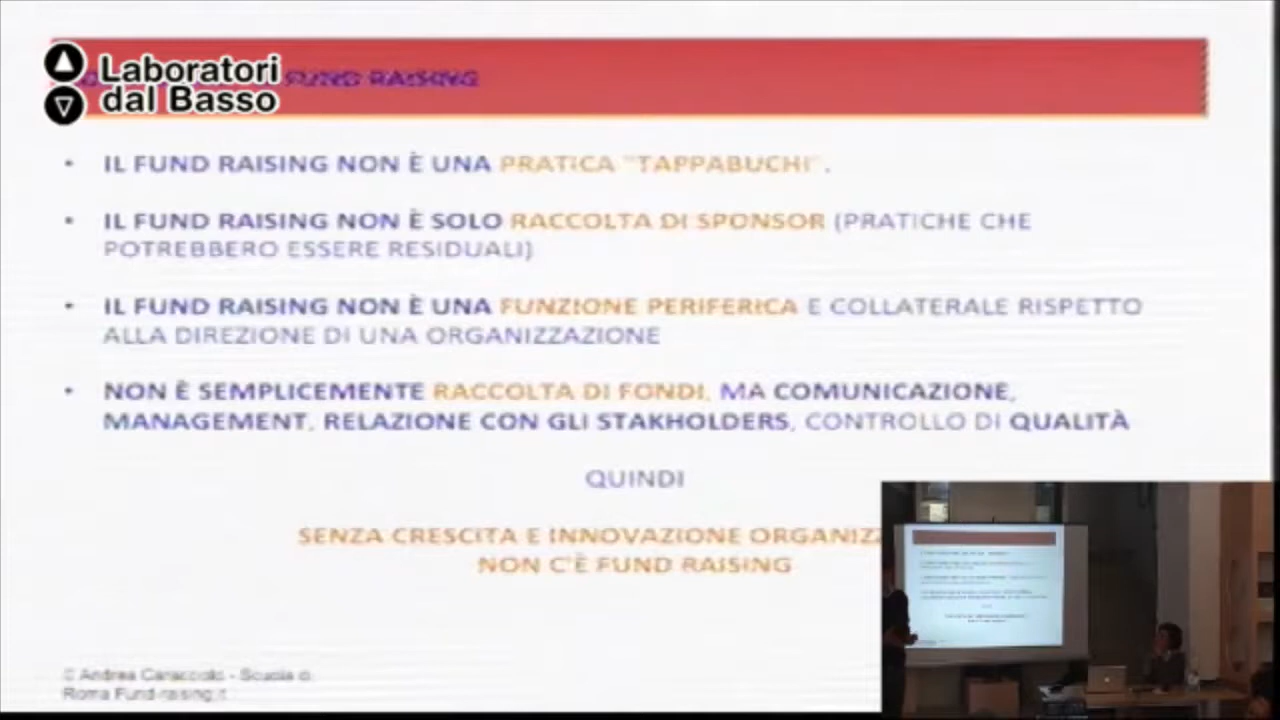 Laboratori
dal Basso
FUND RAISING
• IL FUND RAISING NON È UNA PRATICA "TAPPABUCHI".
• IL FUND RAISING NON È SOLO RACCOLTA DI SPONSOR (PRATICHE CHE
POTREBBERO ESSERE RESIDUALI)
• IL FUND RAISING NON È UNA FUNZIONE PERIFERICA E COLLATERALE RISPETTO
ALLA DIREZIONE DI UNA ORGANIZZAZIONE
• NON È SEMPLICEMENTE RACCOLTA DI FONDI, MA COMUNICAZIONE,
MANAGEMENT, RELAZIONE CON GLI STAKHOLDERS, CONTROLLO DI QUALITÀ
QUINDI
SENZA CRESCITA E INNOVAZIONE ORGANIZZ
NON C'È FUND RAISING
© Andrea Caracciolo - Scuola di
Roma Fund-raising.it